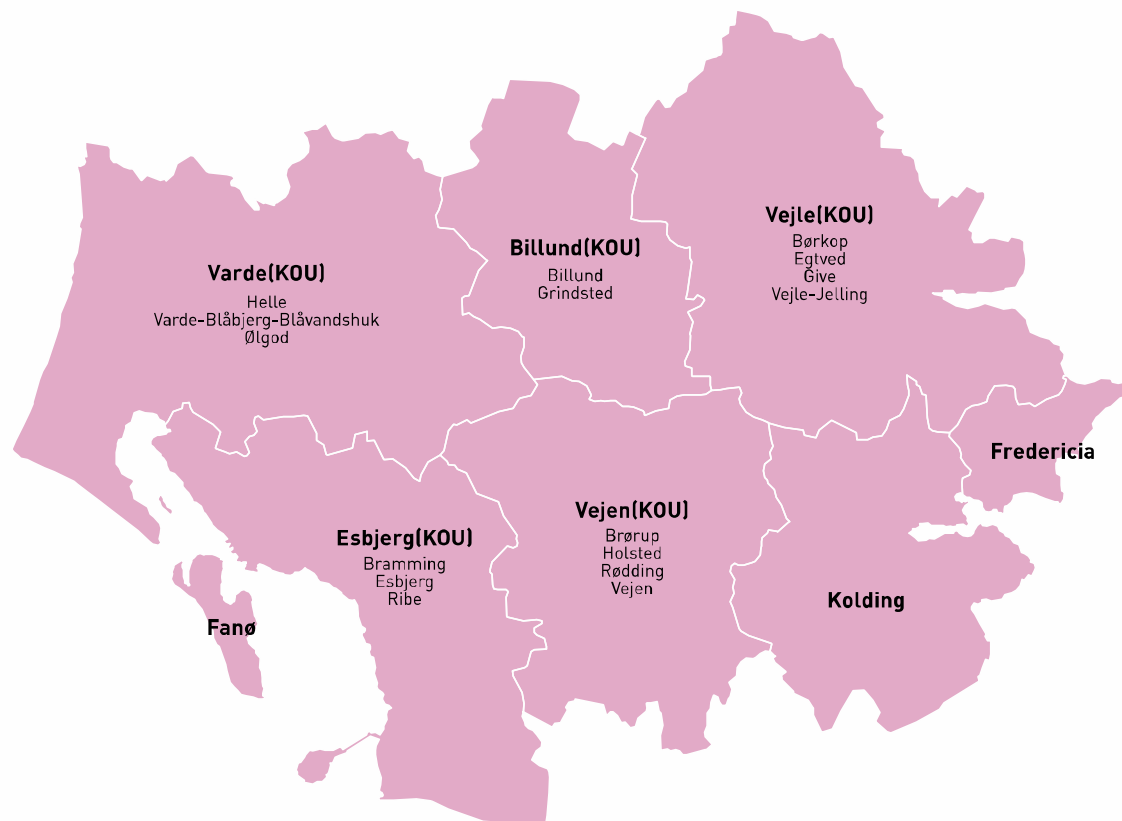 Vejle(KOU)
Børkop
Egtved
Give
Vejle-Jelling
Billund(KOU)
Billund
Grindsted
Varde(KOU)
Helle
Varde-Blåbjerg-Blåvandshuk
Ølgod
Fredericia
Vejen(KOU)
Brørup
Holsted
Rødding
Vejen
Esbjerg(KOU)
Bramming
Esbjerg
Ribe
Kolding
Fanø